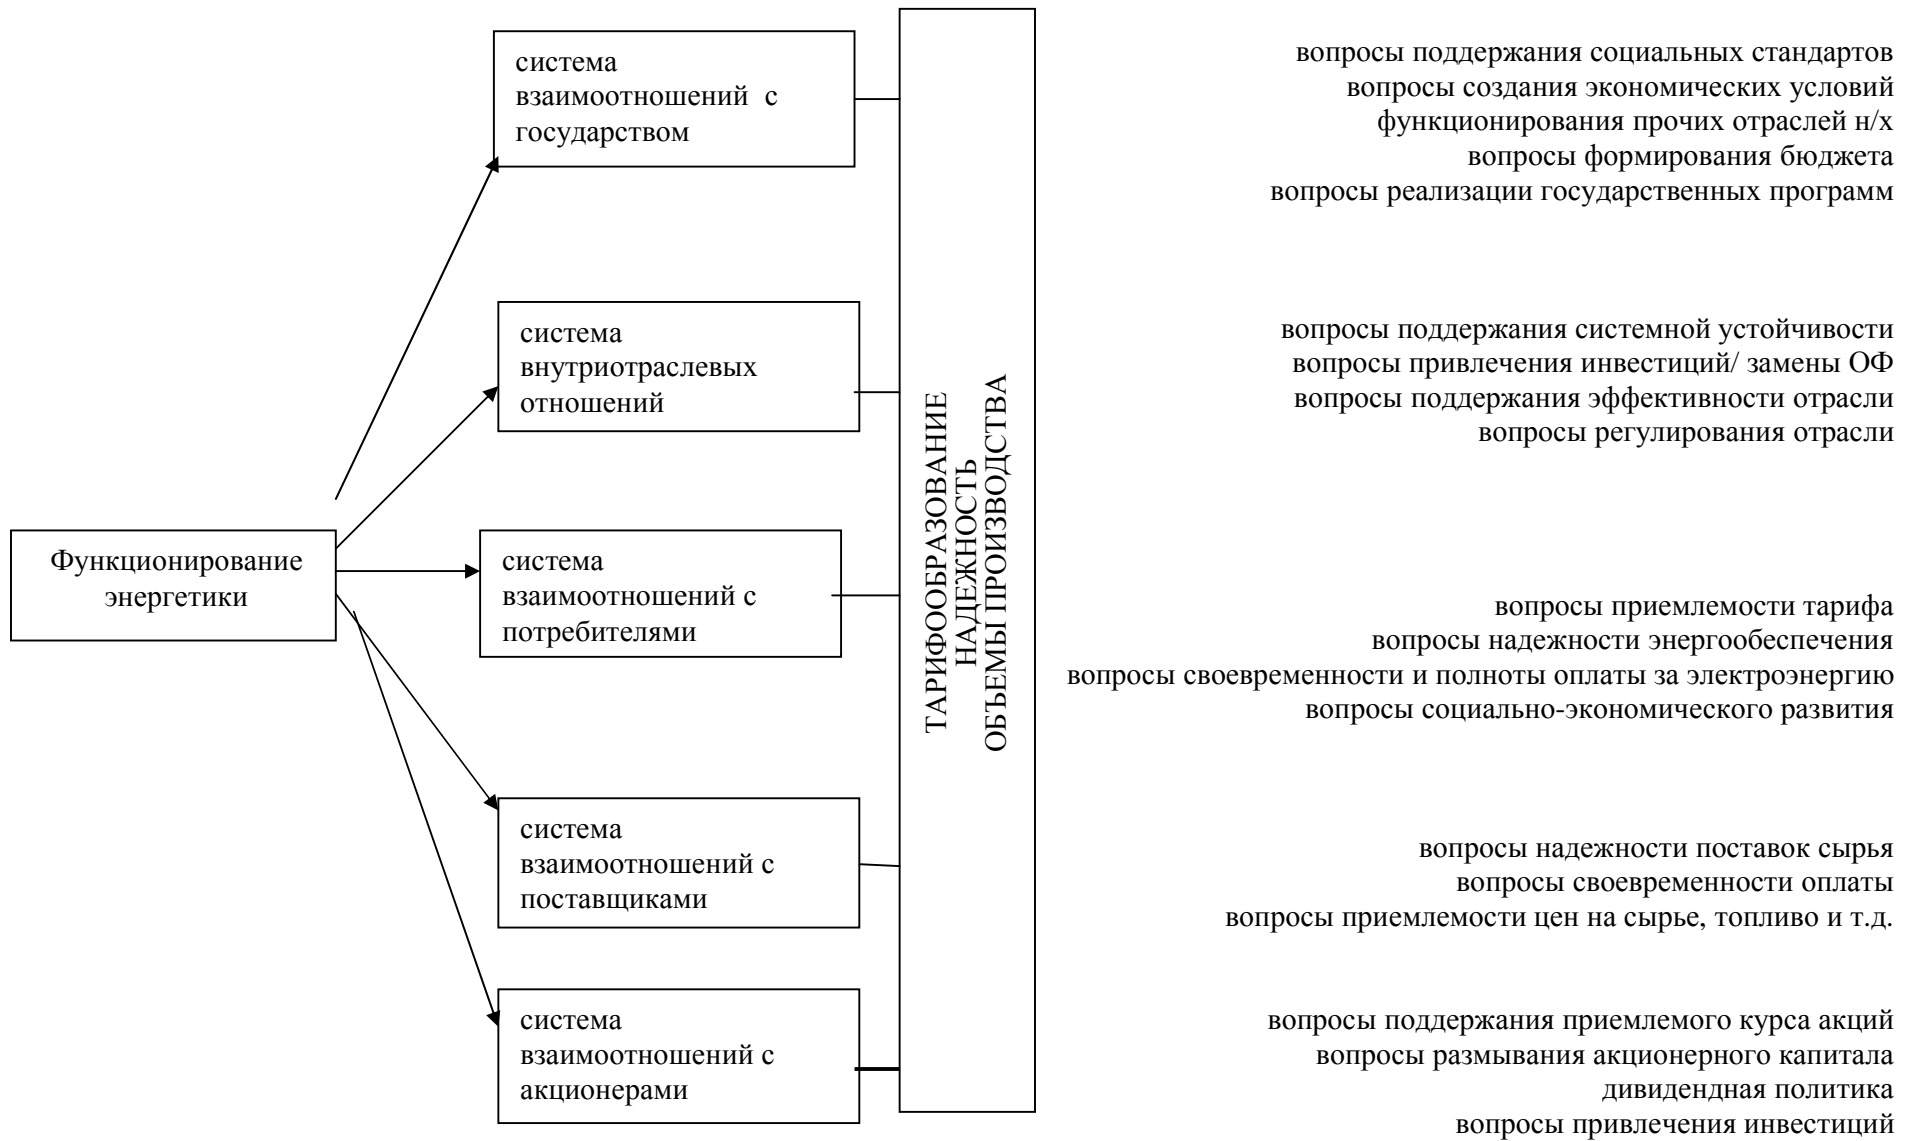 Функционирование
энергетики
система
взаимоотношений с
государством
система
внутриотраслевых
отношений
система
взаимоотношений с
потребителями
система
взаимоотношений с
поставщиками
система
взаимоотношений с
акционерами
ТАРИФООБРАЗОВАНИЕ
НАДЕЖНОСТЬ
ОБЪЕМЫ ПРОИЗВОДСТВА
вопросы поддержания социальных стандартов
вопросы создания экономических условий
функционирования прочих отраслей н/х
вопросы формирования бюджета
вопросы реализации государственных программ
вопросы поддержания системной устойчивости
вопросы привлечения инвестиций/ замены ОФ
вопросы поддержания эффективности отрасли
вопросы регулирования отрасли
вопросы приемлемости тарифа
вопросы надежности энергообеспечения
вопросы своевременности и полноты оплаты за электроэнергию
вопросы социально-экономического развития
вопросы надежности поставок сырья
вопросы своевременности оплаты
вопросы приемлемости цен на сырье, топливо и т.д.
вопросы поддержания приемлемого курса акций
вопросы размывания акционерного капитала
дивидендная политика
вопросы привлечения инвестиций